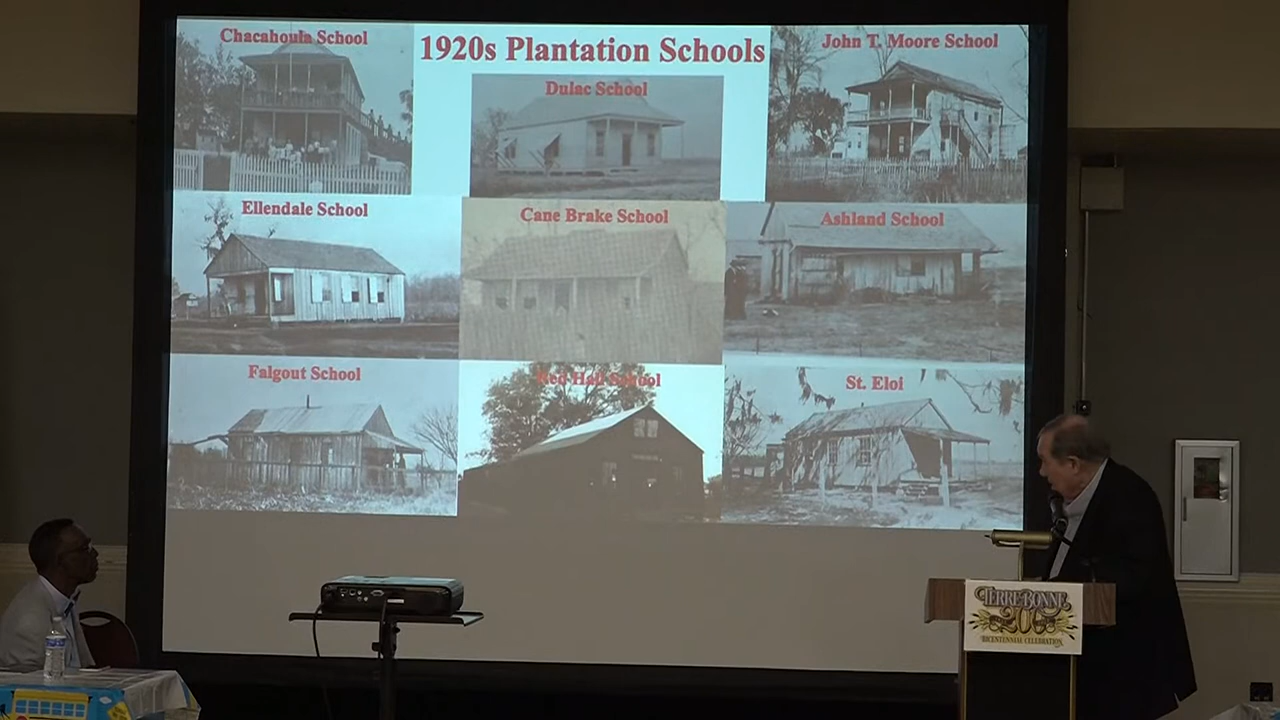 Chacahoula School
1920s Plantation Schools
John T. Moore School
Dulac School
Ellendale School
Cane Brake School
Ashland School
Falgout School
Red Hall School
St. Eloi
TERREBONNE
200
BICENTENNIAL CELEBRATION